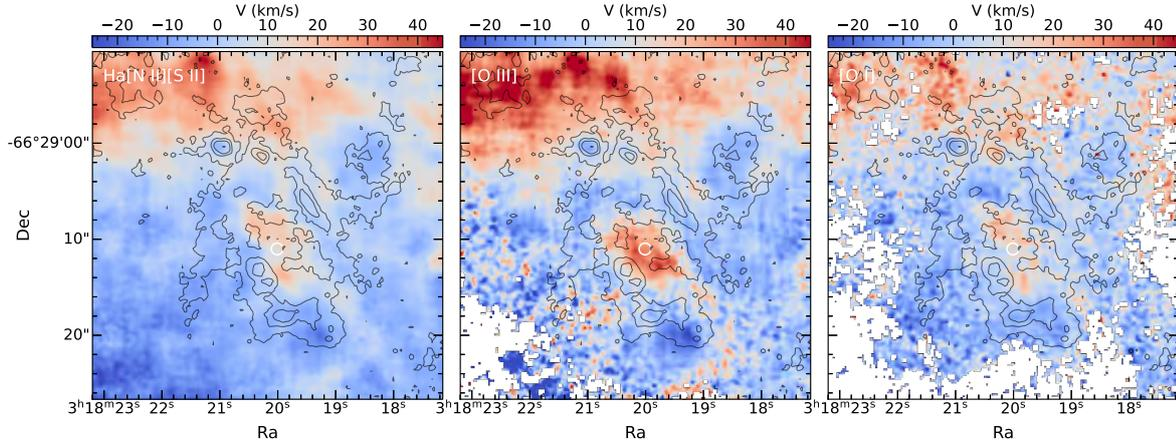 V (km/s) V (km/s) V (km/s)
−20 −10 0 10 20 30 40 −20 −10 0 10 20 30 40 −20 −10 0 10 20 30 40
Ha[N II][S II] [O III] [O I]
-66°29'00"
10"
20"
Dec
3ʰ18ᵐ23ˢ 22ˢ 21ˢ 20ˢ 19ˢ 18ˢ 3ʰ18ᵐ23ˢ 22ˢ 21ˢ 20ˢ 19ˢ 18ˢ 3ʰ18ᵐ23ˢ 22ˢ 21ˢ 20ˢ 19ˢ 18ˢ
Ra Ra Ra